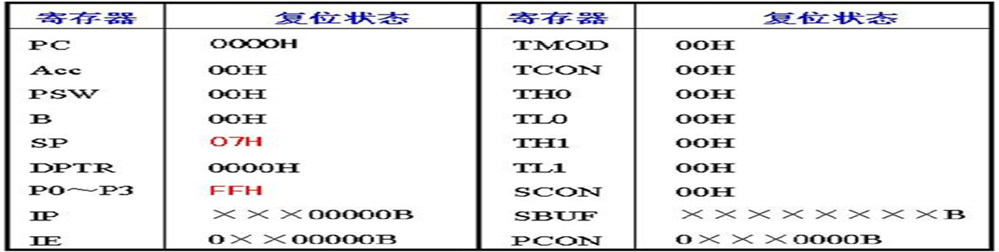 寄存器 复位状态 寄存器 复位状态
PC 0000H TMOD 00H
Acc 00H TCON 00H
PSW 00H TH0 00H
B 00H TL0 00H
SP 07H TH1 00H
DPTR 0000H TL1 00H
P0~P3 FFH SCON 00H
IP ×××00000B SBUF ××××××××B
IE 0××00000B PCON 0×××0000B